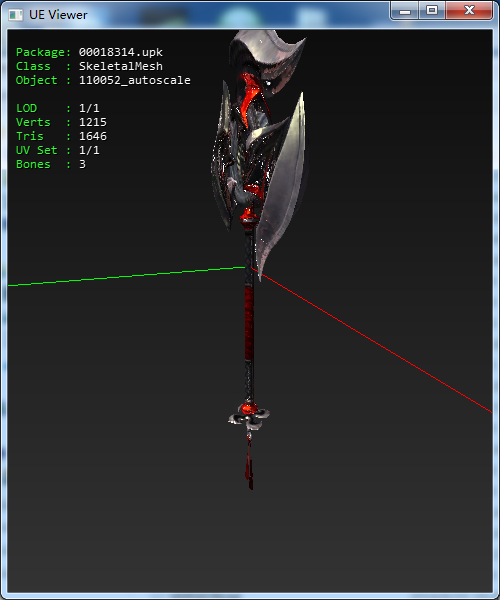 UE Viewer
Package: 00018314.upk
Class : SkeletalMesh
Object : 110052_autoscale
LOD : 1/1
Verts : 1215
Tris : 1646
UV Set : 1/1
Bones : 3